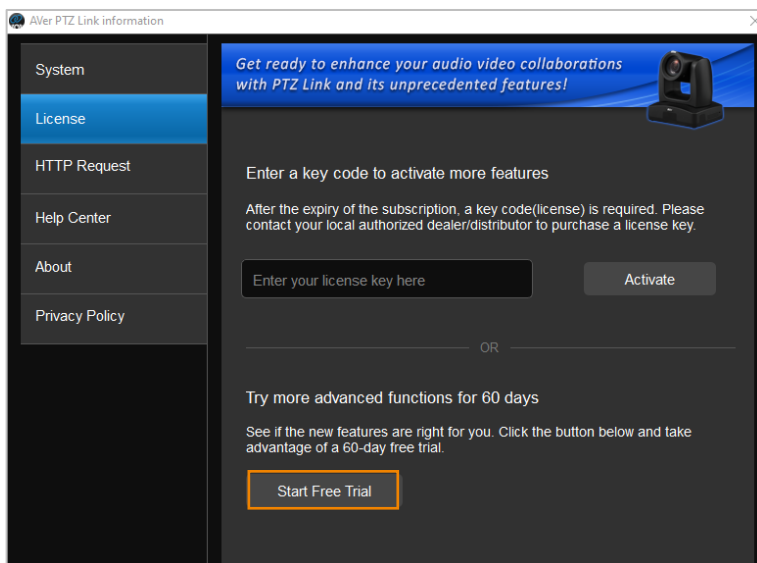 AVer PTZ Link information
System
License
HTTP Request
Help Center
About
Privacy Policy
Get ready to enhance your audio video collaborations
with PTZ Link and its unprecedented features!
Enter a key code to activate more features
After the expiry of the subscription, a key code(license) is required. Please
contact your local authorized dealer/distributor to purchase a license key.
Enter your license key here
Activate
OR
Try more advanced functions for 60 days
See if the new features are right for you. Click the button below and take
advantage of a 60-day free trial.
Start Free Trial